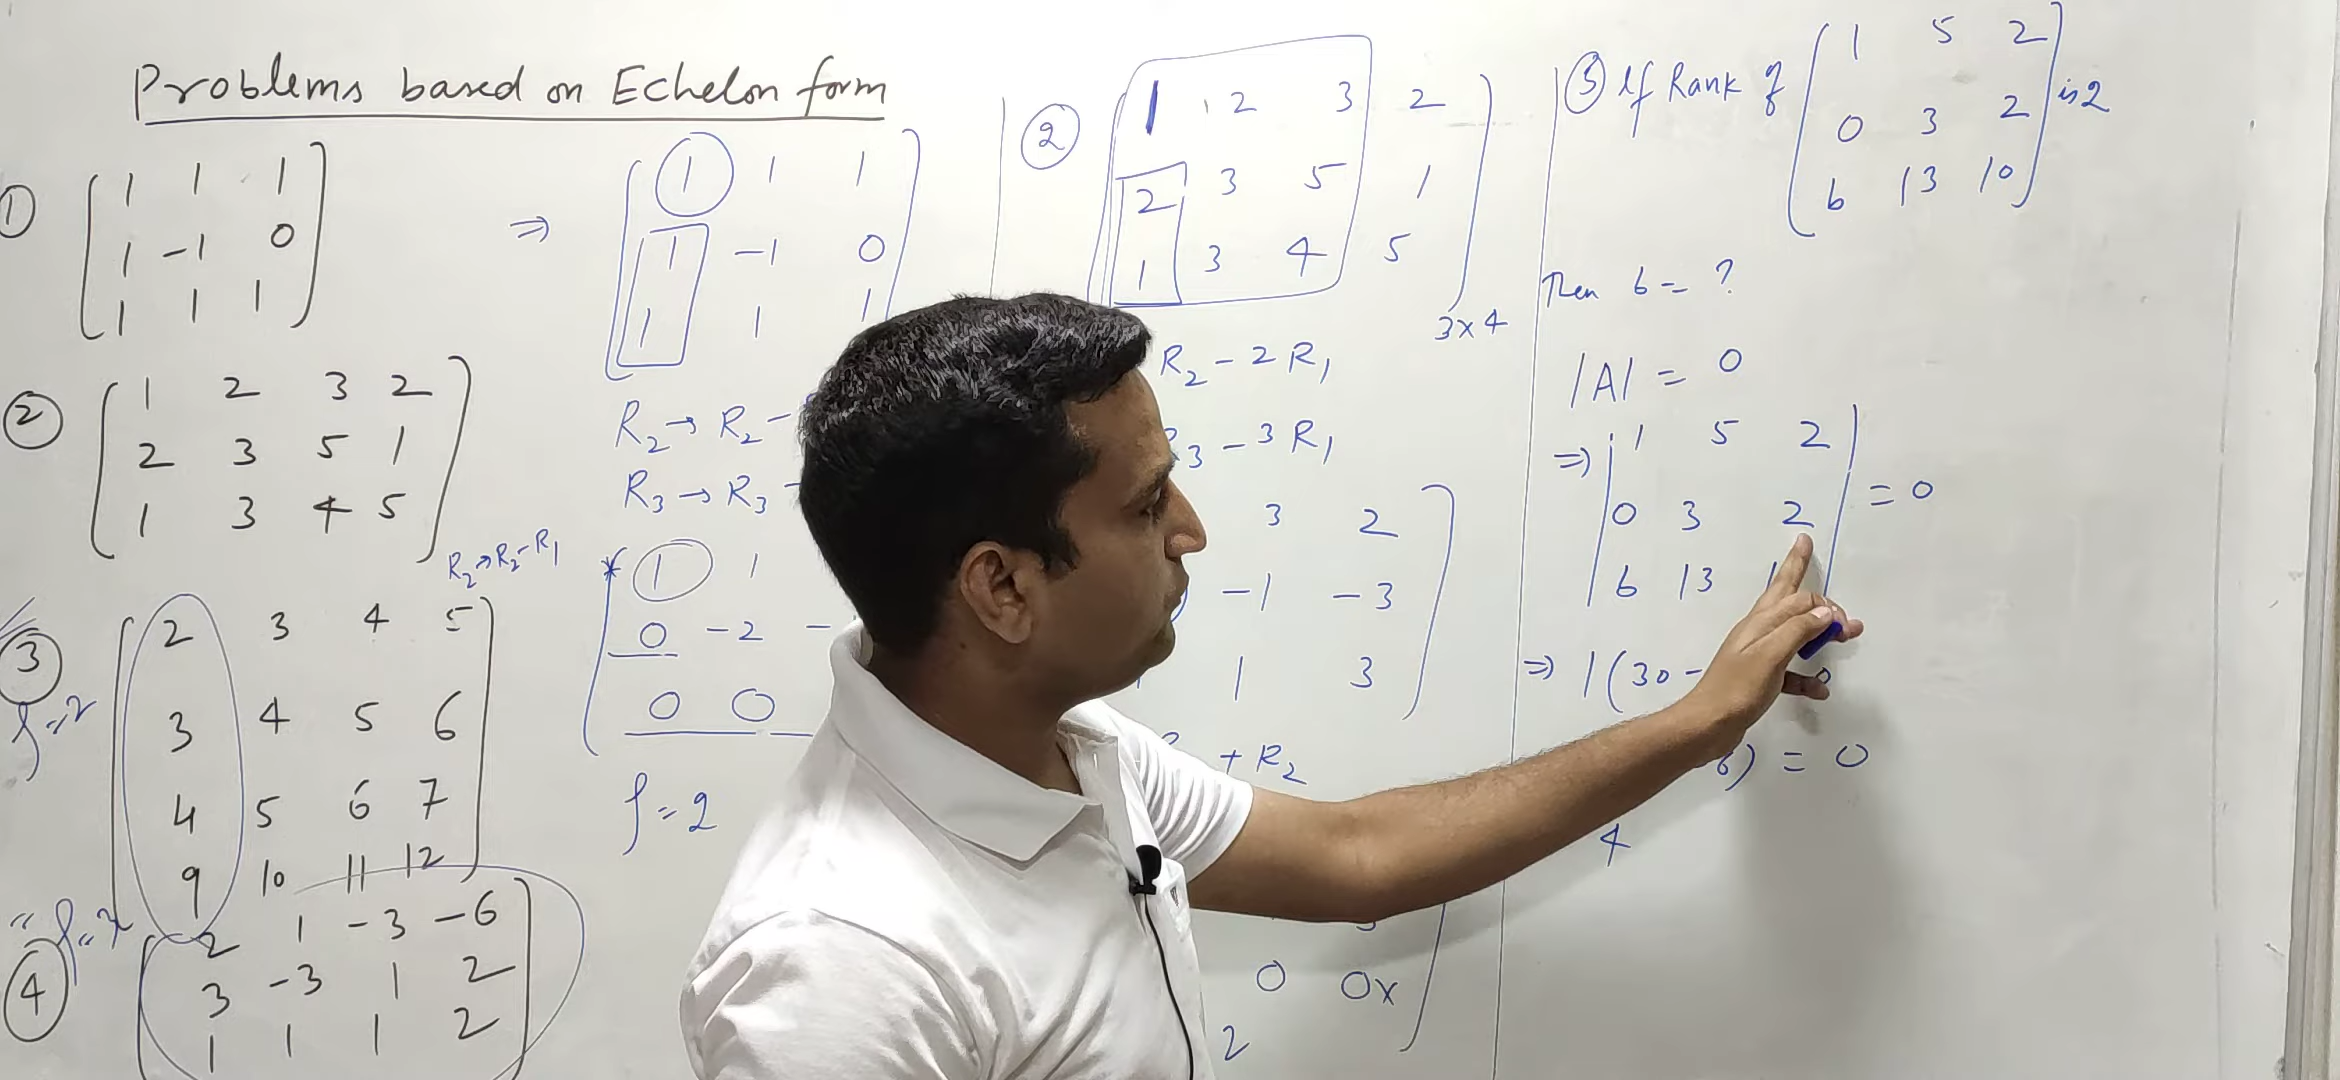 Problems based on Echelon form
①
1 1 1
1 -1 0
1 1 1
②
1 2 3 2
2 3 5 1
1 3 4 5
R₂→R₂-R₁
③
ρ=2
2 3 4 5
3 4 5 6
4 5 6 7
9 10 11 12
④
2 1 -3 -6
3 -3 1 2
1 1 1 2
⇒
1 1 1
1 -1 0
1 1 1
R₂→R₂-
R₃→R₃-
1 1
0 -2 -
0 0
ρ=2
②
1 2 3 2
2 3 5 1
1 3 4 5
3×4
R₂-2R₁
R₃-3R₁
3 2
-1 -3
1 3
+R₂
0 0x
2
If Rank of
1 5 2
0 3 2
b 13 10
is 2
Then b=?
|A| = 0
⇒
1 5 2
0 3 2
b 13
=0
⇒ 1(30-
b) = 0
4